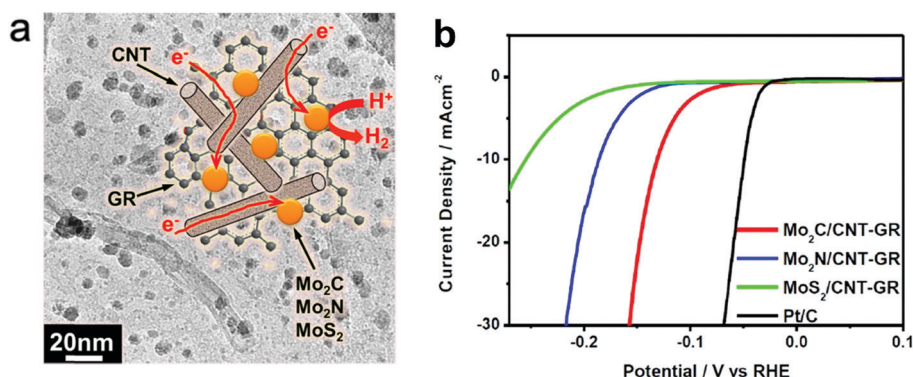 a
CNT
e⁻
e⁻
H⁺
H₂
GR
e⁻
Mo₂C
Mo₂N
MoS₂
20nm
b
Current Density / mAcm⁻²
0
-10
-20
-30
Mo₂C/CNT-GR
Mo₂N/CNT-GR
MoS₂/CNT-GR
Pt/C
-0.2
-0.1
0.0
0.1
Potential / V vs RHE